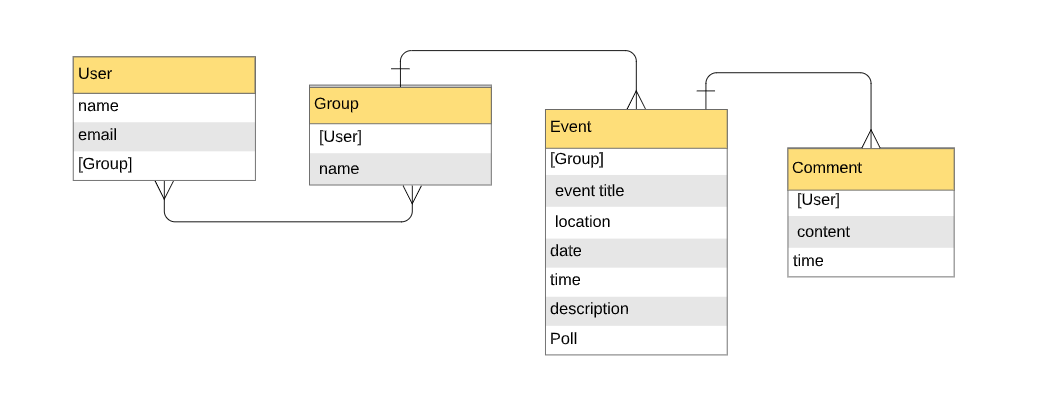 User
name
email
[Group]
Group
[User]
name
Event
[Group]
event title
location
date
time
description
Poll
Comment
[User]
content
time